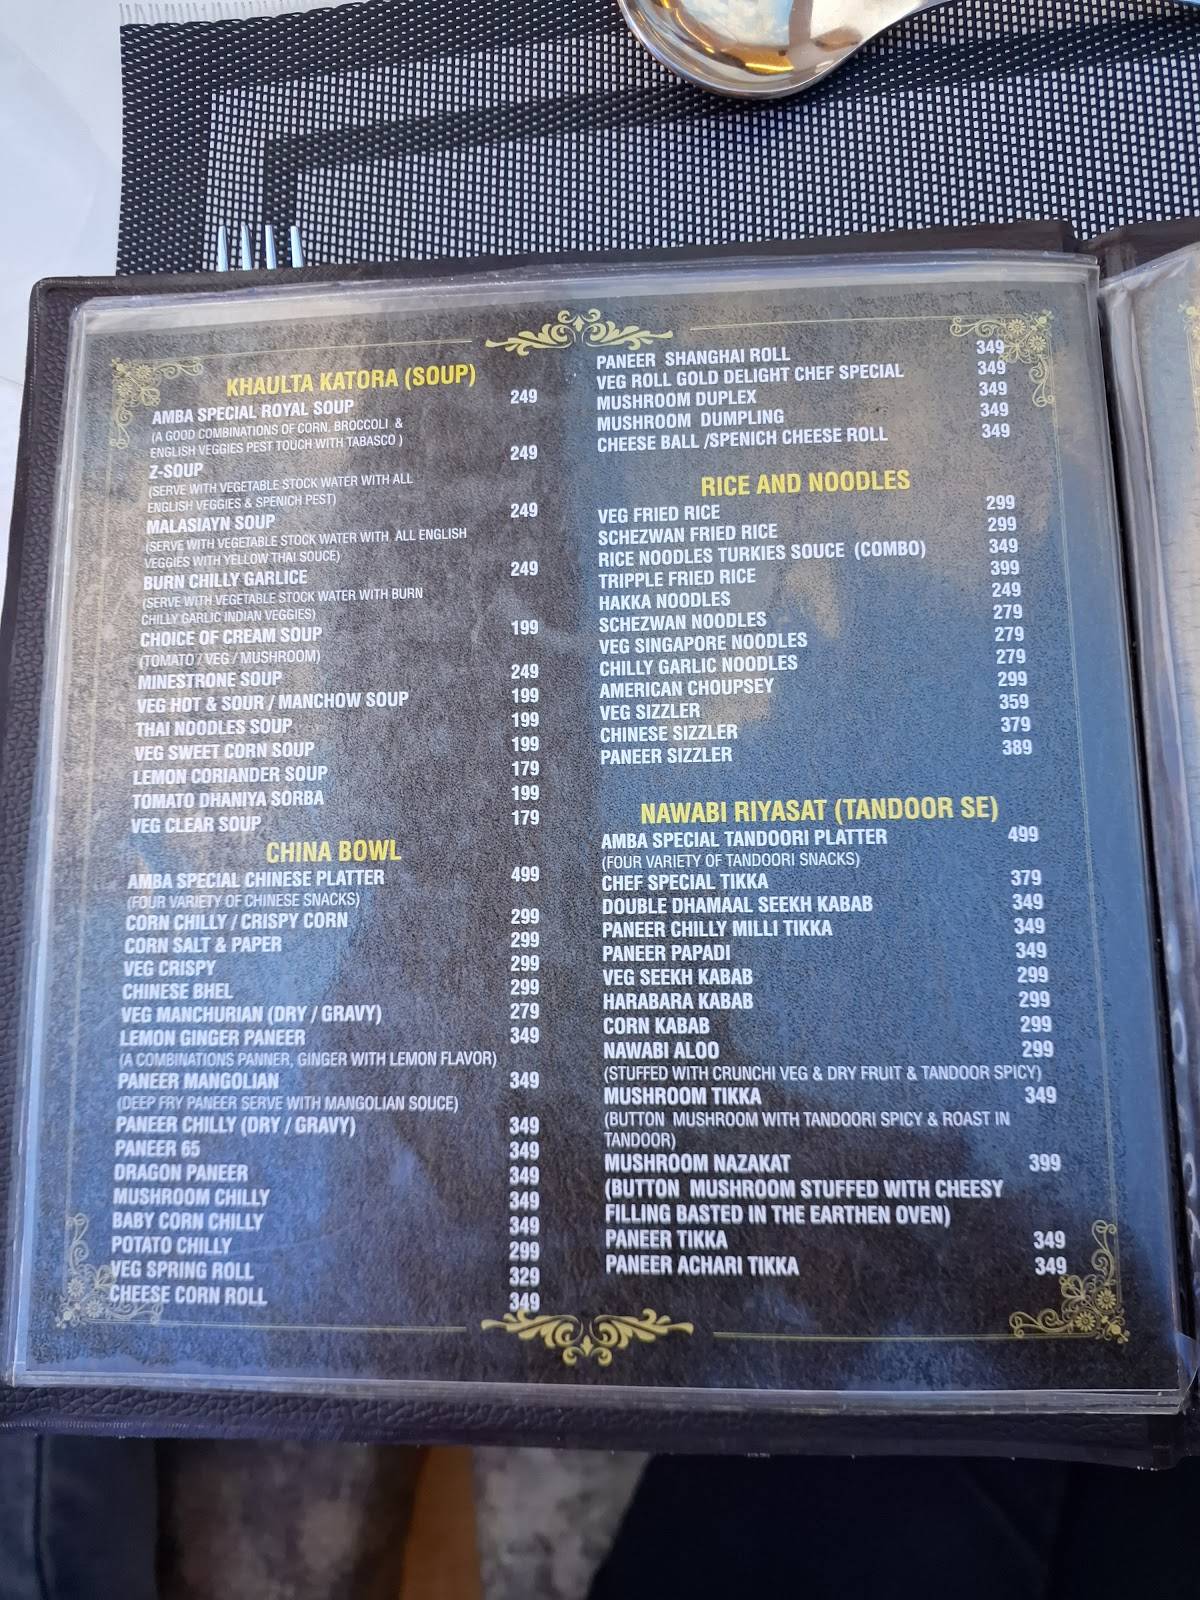 KHAULTA KATORA (SOUP)
AMBA SPECIAL ROYAL SOUP 249
(A GOOD COMBINATIONS OF CORN, BROCCOLI &
ENGLISH VEGGIES PEST TOUCH WITH TABASCO )
Z-SOUP 249
(SERVE WITH VEGETABLE STOCK WATER WITH ALL
ENGLISH VEGGIES & SPENICH PEST)
MALASIAYN SOUP 249
(SERVE WITH VEGETABLE STOCK WATER WITH ALL ENGLISH
VEGGIES WITH YELLOW THAI SOUCE)
BURN CHILLY GARLICE 249
(SERVE WITH VEGETABLE STOCK WATER WITH BURN
CHILLY GARLIC INDIAN VEGGIES)
CHOICE OF CREAM SOUP 199
(TOMATO / VEG / MUSHROOM)
MINESTRONE SOUP 249
VEG HOT & SOUR / MANCHOW SOUP 199
THAI NOODLES SOUP 199
VEG SWEET CORN SOUP 199
LEMON CORIANDER SOUP 179
TOMATO DHANIYA SORBA 199
VEG CLEAR SOUP 179
CHINA BOWL
AMBA SPECIAL CHINESE PLATTER 499
(FOUR VARIETY OF CHINESE SNACKS)
CORN CHILLY / CRISPY CORN 299
CORN SALT & PAPER 299
VEG CRISPY 299
CHINESE BHEL 299
VEG MANCHURIAN (DRY / GRAVY) 279
LEMON GINGER PANEER 349
(A COMBINATIONS PANNER, GINGER WITH LEMON FLAVOR)
PANEER MANGOLIAN 349
(DEEP FRY PANEER SERVE WITH MANGOLIAN SOUCE)
PANEER CHILLY (DRY / GRAVY) 349
PANEER 65 349
DRAGON PANEER 349
MUSHROOM CHILLY 349
BABY CORN CHILLY 349
POTATO CHILLY 299
VEG SPRING ROLL 329
CHEESE CORN ROLL 349
PANEER SHANGHAI ROLL 349
VEG ROLL GOLD DELIGHT CHEF SPECIAL 349
MUSHROOM DUPLEX 349
MUSHROOM DUMPLING 349
CHEESE BALL /SPENICH CHEESE ROLL 349
RICE AND NOODLES
VEG FRIED RICE 299
SCHEZWAN FRIED RICE 299
RICE NOODLES TURKIES SOUCE (COMBO) 349
TRIPPLE FRIED RICE 399
HAKKA NOODLES 249
SCHEZWAN NOODLES 279
VEG SINGAPORE NOODLES 279
CHILLY GARLIC NOODLES 279
AMERICAN CHOUPSEY 299
VEG SIZZLER 359
CHINESE SIZZLER 379
PANEER SIZZLER 389
NAWABI RIYASAT (TANDOOR SE)
AMBA SPECIAL TANDOORI PLATTER 499
(FOUR VARIETY OF TANDOORI SNACKS)
CHEF SPECIAL TIKKA 379
DOUBLE DHAMAAL SEEKH KABAB 349
PANEER CHILLY MILLI TIKKA 349
PANEER PAPADI 349
VEG SEEKH KABAB 299
HARABARA KABAB 299
CORN KABAB 299
NAWABI ALOO 299
(STUFFED WITH CRUNCHI VEG & DRY FRUIT & TANDOOR SPICY)
MUSHROOM TIKKA 349
(BUTTON MUSHROOM WITH TANDOORI SPICY & ROAST IN
TANDOOR)
MUSHROOM NAZAKAT 399
(BUTTON MUSHROOM STUFFED WITH CHEESY
FILLING BASTED IN THE EARTHEN OVEN)
PANEER TIKKA 349
PANEER ACHARI TIKKA 349